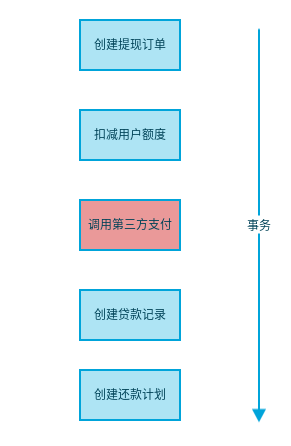 创建提现订单
扣减用户额度
调用第三方支付
事务
创建贷款记录
创建还款计划